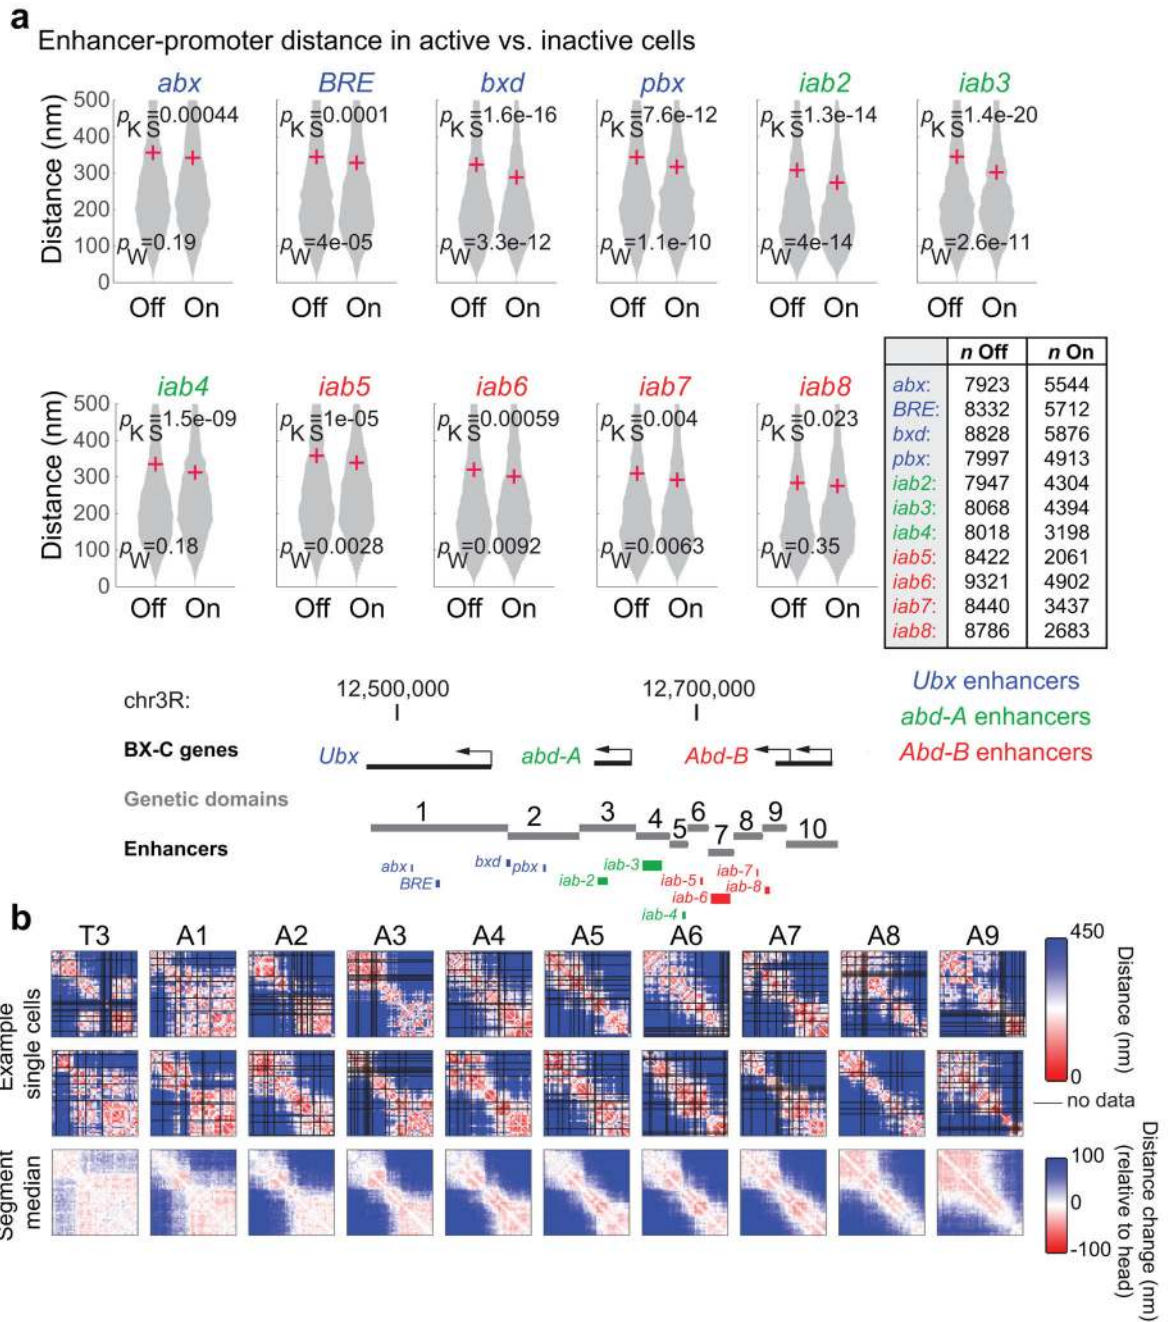 a
Enhancer-promoter distance in active vs. inactive cells
abx BRE bxd pbx iab2 iab3
Distance (nm)
500
400
300
200
100
0
pKS=0.00044 pKS=0.0001 pKS=1.6e-16 pKS=7.6e-12 pKS=1.3e-14 pKS=1.4e-20
pW=0.19 pW=4e-05 pW=3.3e-12 pW=1.1e-10 pW=4e-14 pW=2.6e-11
Off On Off On Off On Off On Off On Off On
iab4 iab5 iab6 iab7 iab8
Distance (nm)
500
400
300
200
100
0
pKS=1.5e-09 pKS=1e-05 pKS=0.00059 pKS=0.004 pKS=0.023
pW=0.18 pW=0.0028 pW=0.0092 pW=0.0063 pW=0.35
Off On Off On Off On Off On Off On
n Off n On
abx: 7923 5544
BRE: 8332 5712
bxd: 8828 5876
pbx: 7997 4913
iab2: 7947 4304
iab3: 8068 4394
iab4: 8018 3198
iab5: 8422 2061
iab6: 9321 4902
iab7: 8440 3437
iab8: 8786 2683
Ubx enhancers
abd-A enhancers
Abd-B enhancers
chr3R: 12,500,000 12,700,000
BX-C genes Ubx abd-A Abd-B
Genetic domains
1 2 3 4 5 6 7 8 9 10
Enhancers
abx bxd pbx iab-3 iab-7
BRE iab-2 iab-5 iab-8
iab-6
iab-4
b
T3 A1 A2 A3 A4 A5 A6 A7 A8 A9
Example
single cells
Segment
median
450
0
Distance (nm)
no data
100
0
-100
Distance change (nm)
(relative to head)